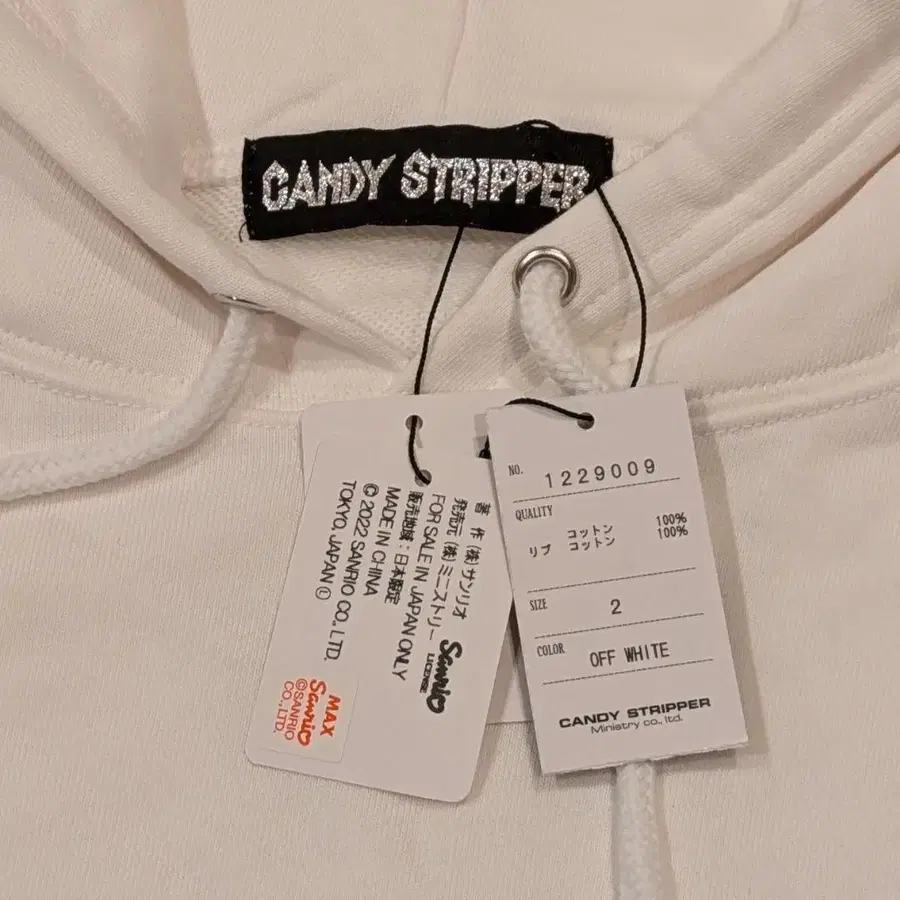 CANDY STRIPPER
著 作 (株)サンリオ
発売元 (株)ミニストリー
FOR SALE IN JAPAN ONLY
販売地域:日本限定
MADE IN CHINA
© 2022 SANRIO CO., LTD.
TOKYO, JAPAN Ⓛ
Sanrio
LICENSE
MAX
Sanrio
©SANRIO
CO., LTD.
NO. 1229009
QUALITY
コットン 100%
リブ コットン 100%
SIZE 2
COLOR OFF WHITE
CANDY STRIPPER
Ministry co., ltd.